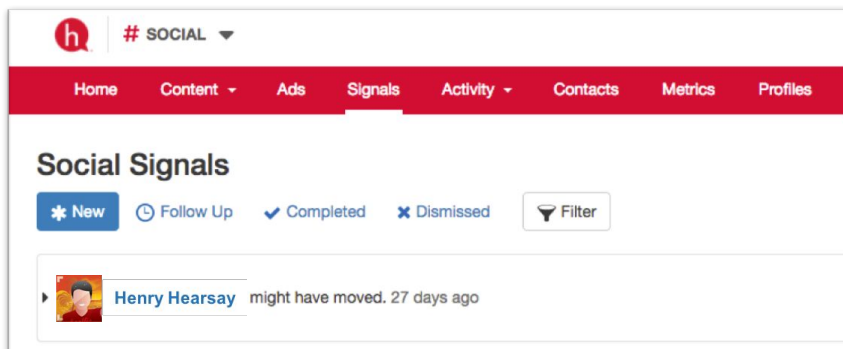 h # SOCIAL
Home Content Ads Signals Activity Contacts Metrics Profiles
Social Signals
New Follow Up Completed Dismissed Filter
Henry Hearsay might have moved. 27 days ago